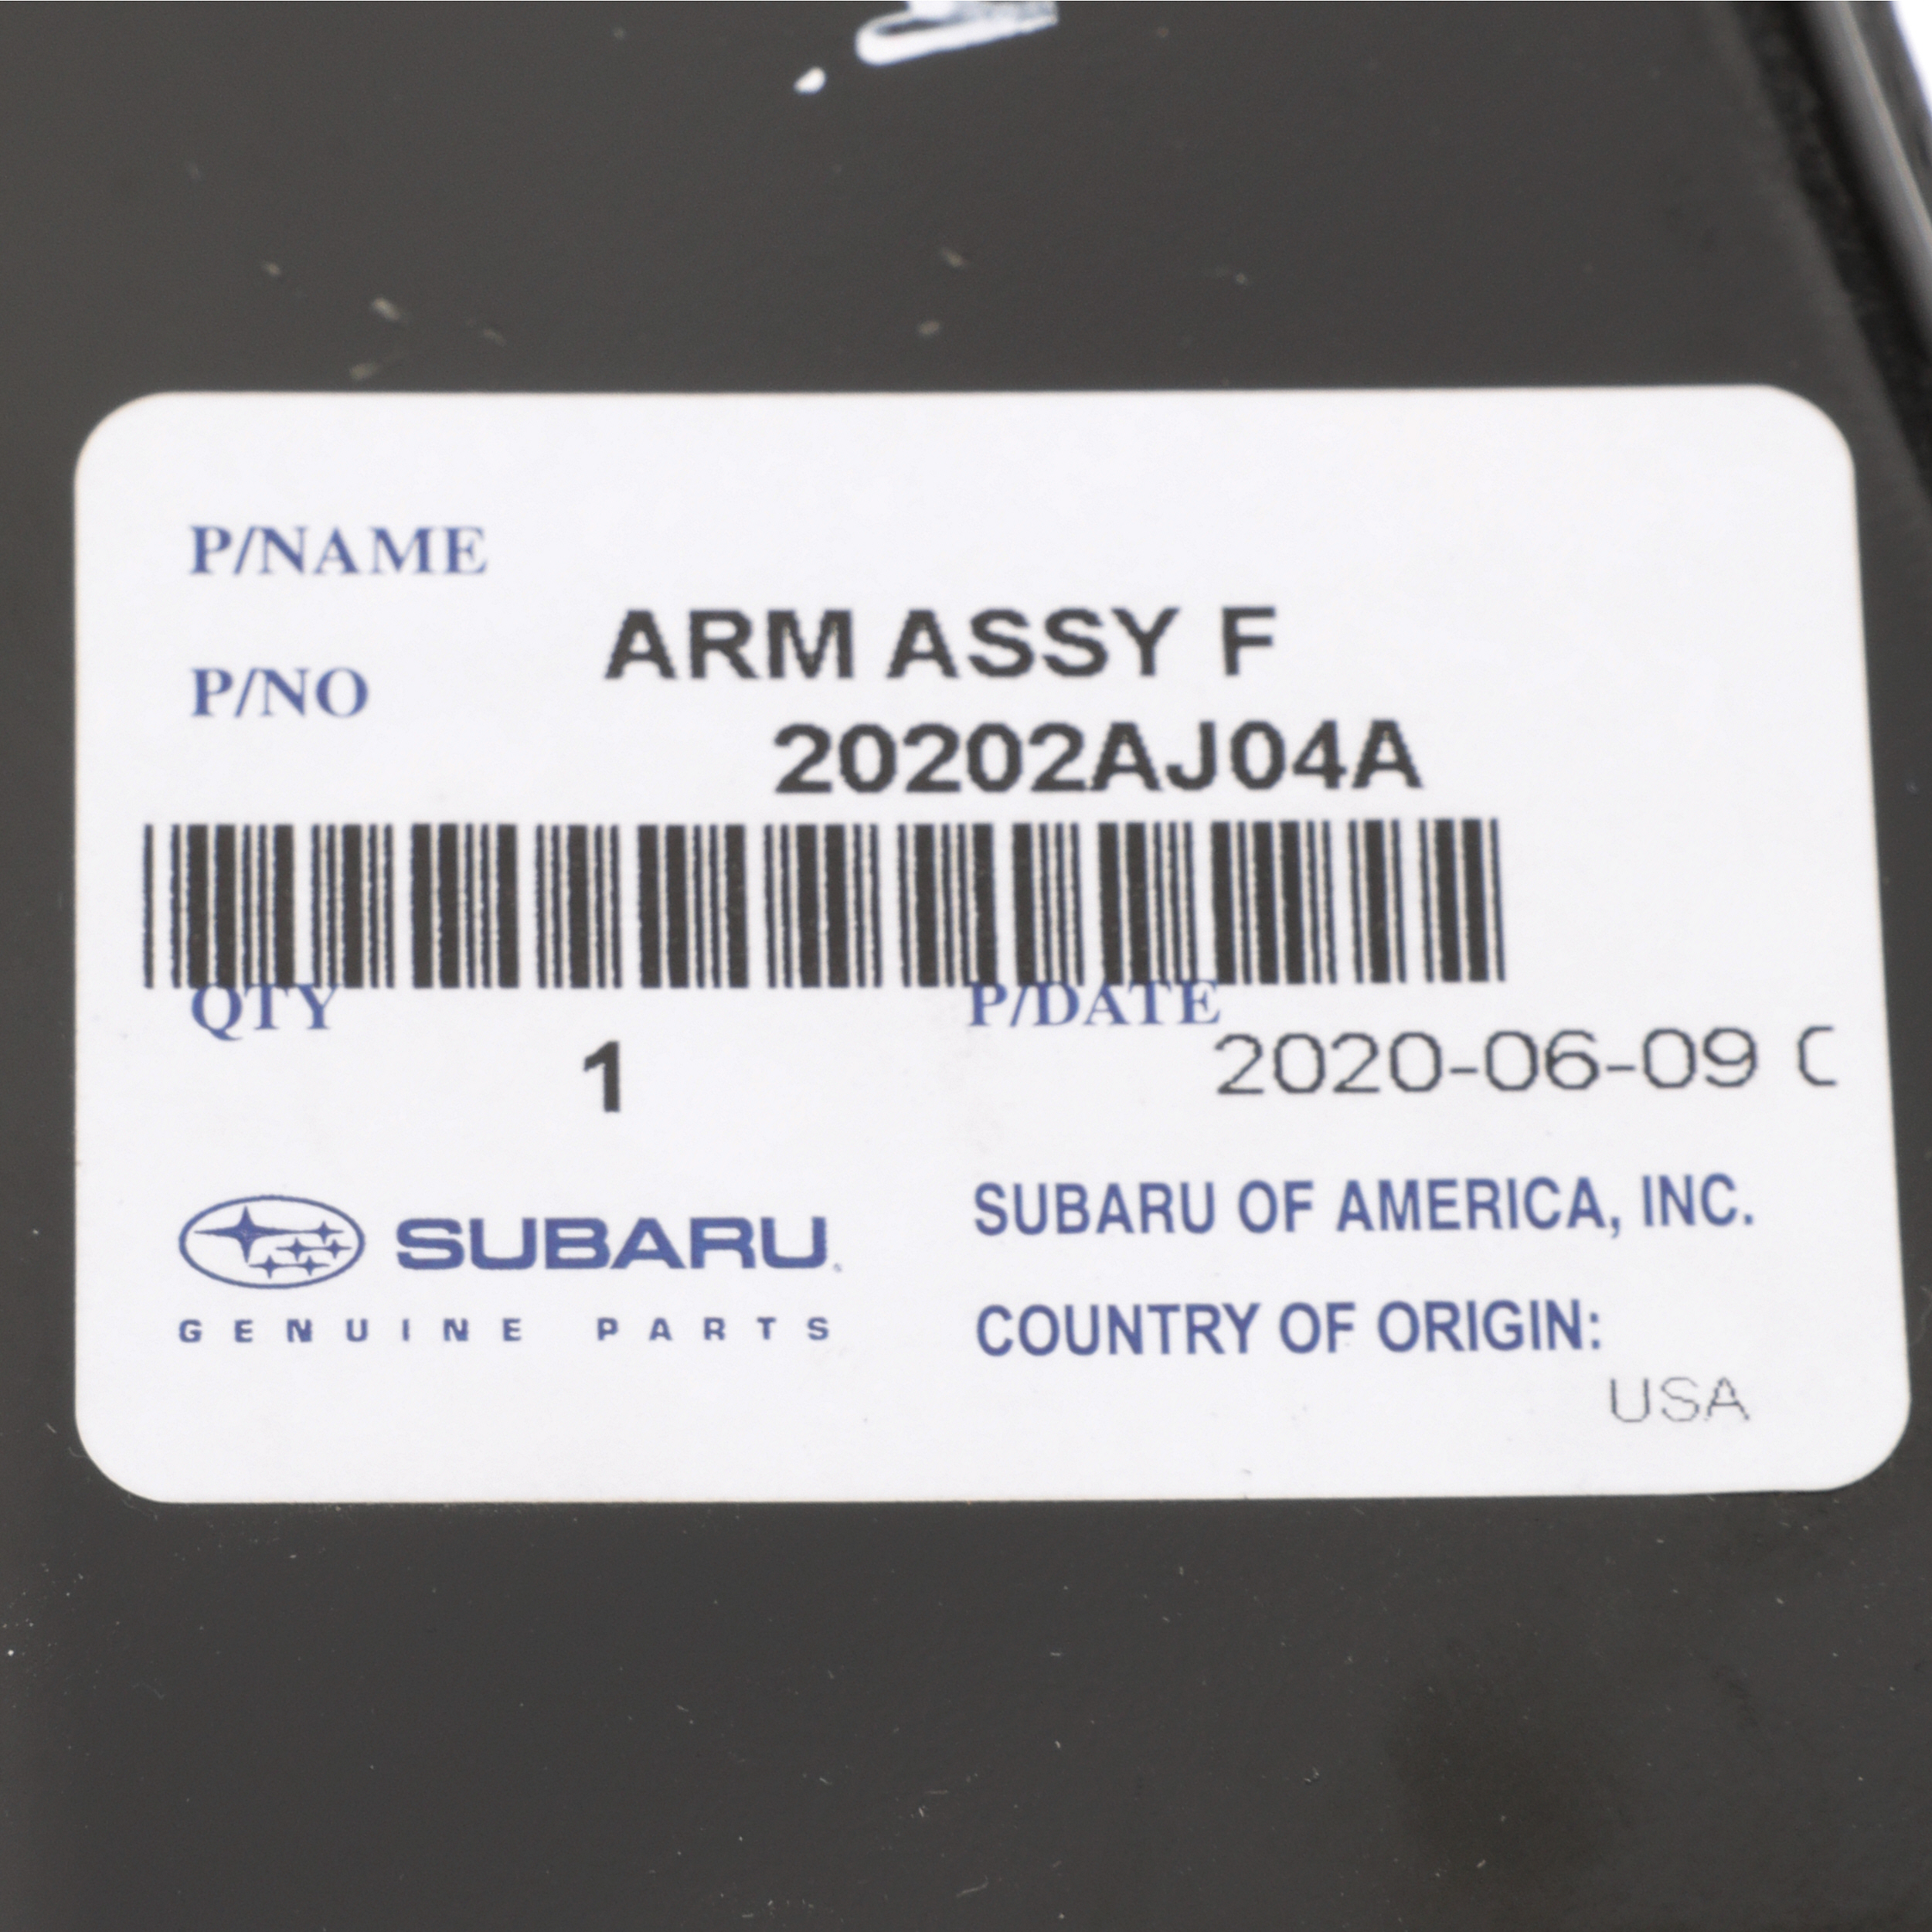 P/NAME
ARM ASSY F
P/NO
20202AJ04A
QTY
1
P/DATE
2020-06-09
SUBARU
GENUINE PARTS
SUBARU OF AMERICA, INC.
COUNTRY OF ORIGIN:
USA